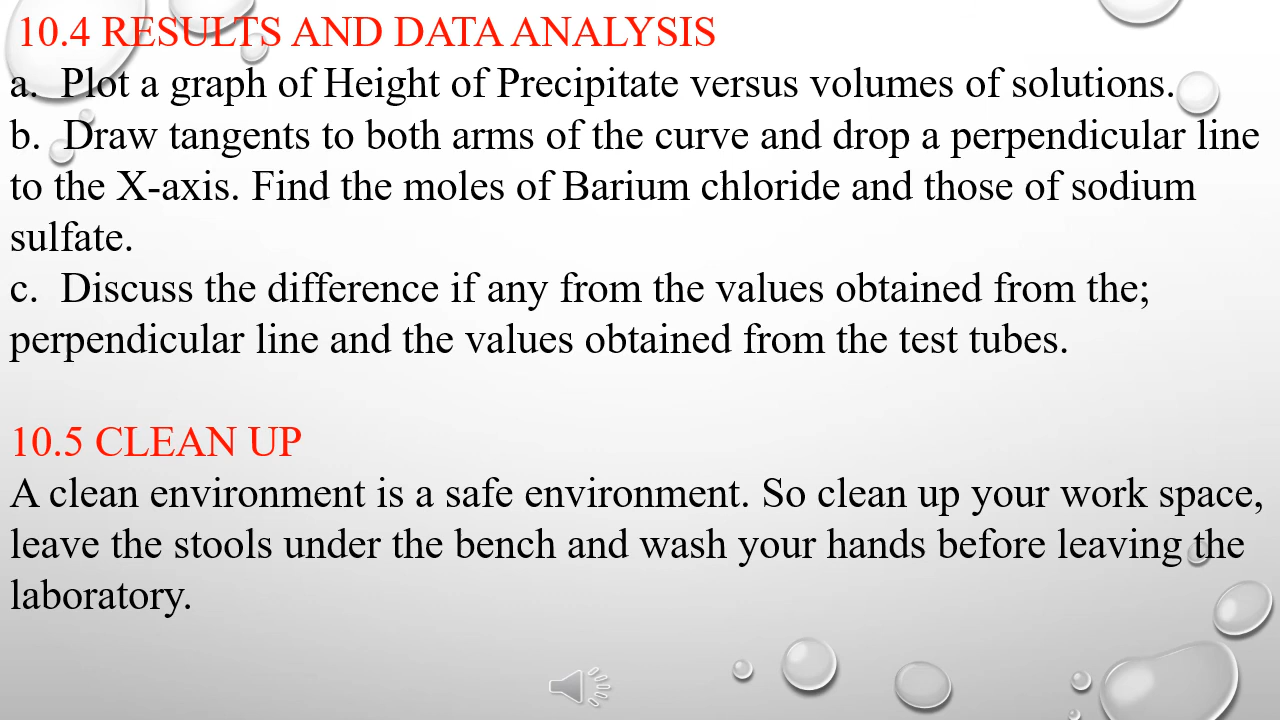 10.4 RESULTS AND DATA ANALYSIS
a.  Plot a graph of Height of Precipitate versus volumes of solutions.
b.  Draw tangents to both arms of the curve and drop a perpendicular line
to the X-axis. Find the moles of Barium chloride and those of sodium
sulfate.
c.  Discuss the difference if any from the values obtained from the;
perpendicular line and the values obtained from the test tubes.
10.5 CLEAN UP
A clean environment is a safe environment. So clean up your work space,
leave the stools under the bench and wash your hands before leaving the
laboratory.